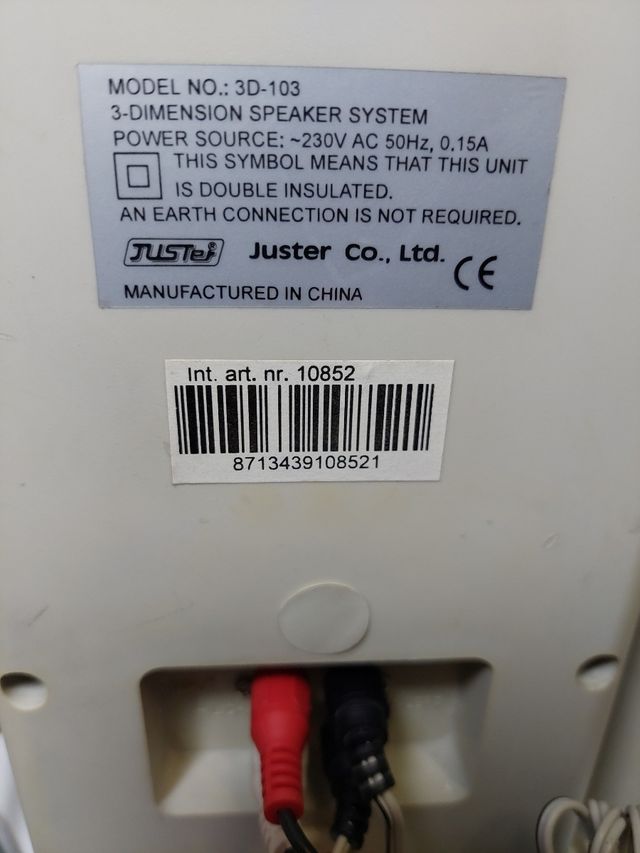 MODEL NO.: 3D-103
3-DIMENSION SPEAKER SYSTEM
POWER SOURCE: ~230V AC 50Hz, 0.15A
THIS SYMBOL MEANS THAT THIS UNIT
IS DOUBLE INSULATED.
AN EARTH CONNECTION IS NOT REQUIRED.
JUSTer Juster Co., Ltd. CE
MANUFACTURED IN CHINA
Int. art. nr. 10852
8713439108521